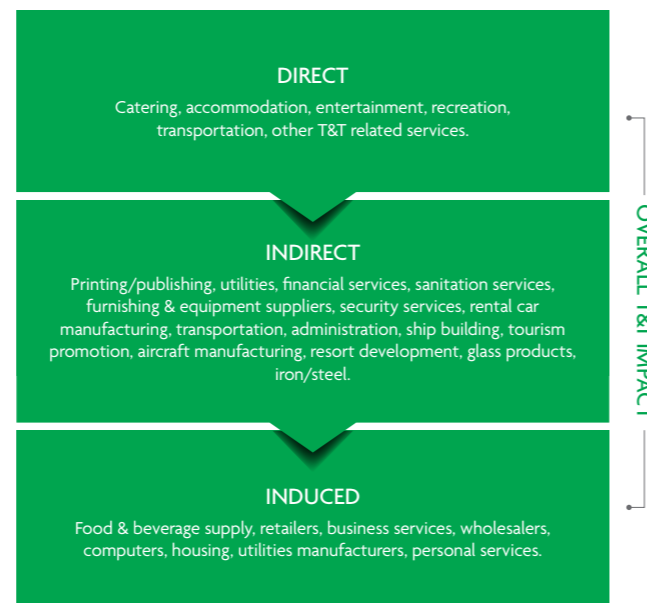 DIRECT
Catering, accommodation, entertainment, recreation,
transportation, other T&T related services.
INDIRECT
Printing/publishing, utilities, financial services, sanitation services,
furnishing & equipment suppliers, security services, rental car
manufacturing, transportation, administration, ship building, tourism
promotion, aircraft manufacturing, resort development, glass products,
iron/steel.
INDUCED
Food & beverage supply, retailers, business services, wholesalers,
computers, housing, utilities manufacturers, personal services.
OVERALL T&T IMPACT